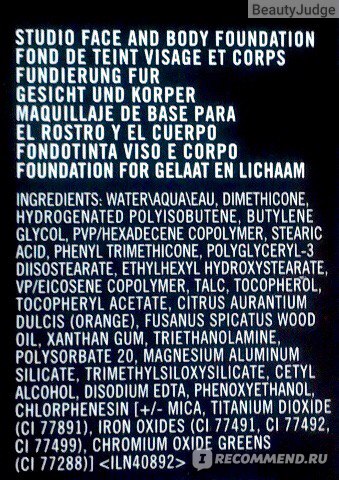 BeautyJudge
STUDIO FACE AND BODY FOUNDATION
FOND DE TEINT VISAGE ET CORPS
FUNDIERUNG FUR
GESICHT UND KORPER
MAQUILLAJE DE BASE PARA
EL ROSTRO Y EL CUERPO
FONDOTINTA VISO E CORPO
FOUNDATION FOR GELAAT EN LICHAAM
INGREDIENTS: WATER\AQUA\EAU, DIMETHICONE,
HYDROGENATED POLYISOBUTENE, BUTYLENE
GLYCOL, PVP/HEXADECENE COPOLYMER, STEARIC
ACID, PHENYL TRIMETHICONE, POLYGLYCERYL-3
DIISOSTEARATE, ETHYLHEXYL HYDROXYSTEARATE,
VP/EICOSENE COPOLYMER, TALC, TOCOPHEROL,
TOCOPHERYL ACETATE, CITRUS AURANTIUM
DULCIS (ORANGE), FUSANUS SPICATUS WOOD
OIL, XANTHAN GUM, TRIETHANOLAMINE,
POLYSORBATE 20, MAGNESIUM ALUMINUM
SILICATE, TRIMETHYLSILOXYSILICATE, CETYL
ALCOHOL, DISODIUM EDTA, PHENOXYETHANOL,
CHLORPHENESIN [+/- MICA, TITANIUM DIOXIDE
(CI 77891), IRON OXIDES (CI 77491, CI 77492,
CI 77499), CHROMIUM OXIDE GREENS
(CI 77288)] <ILN40892>
I RECOMMEND.RU